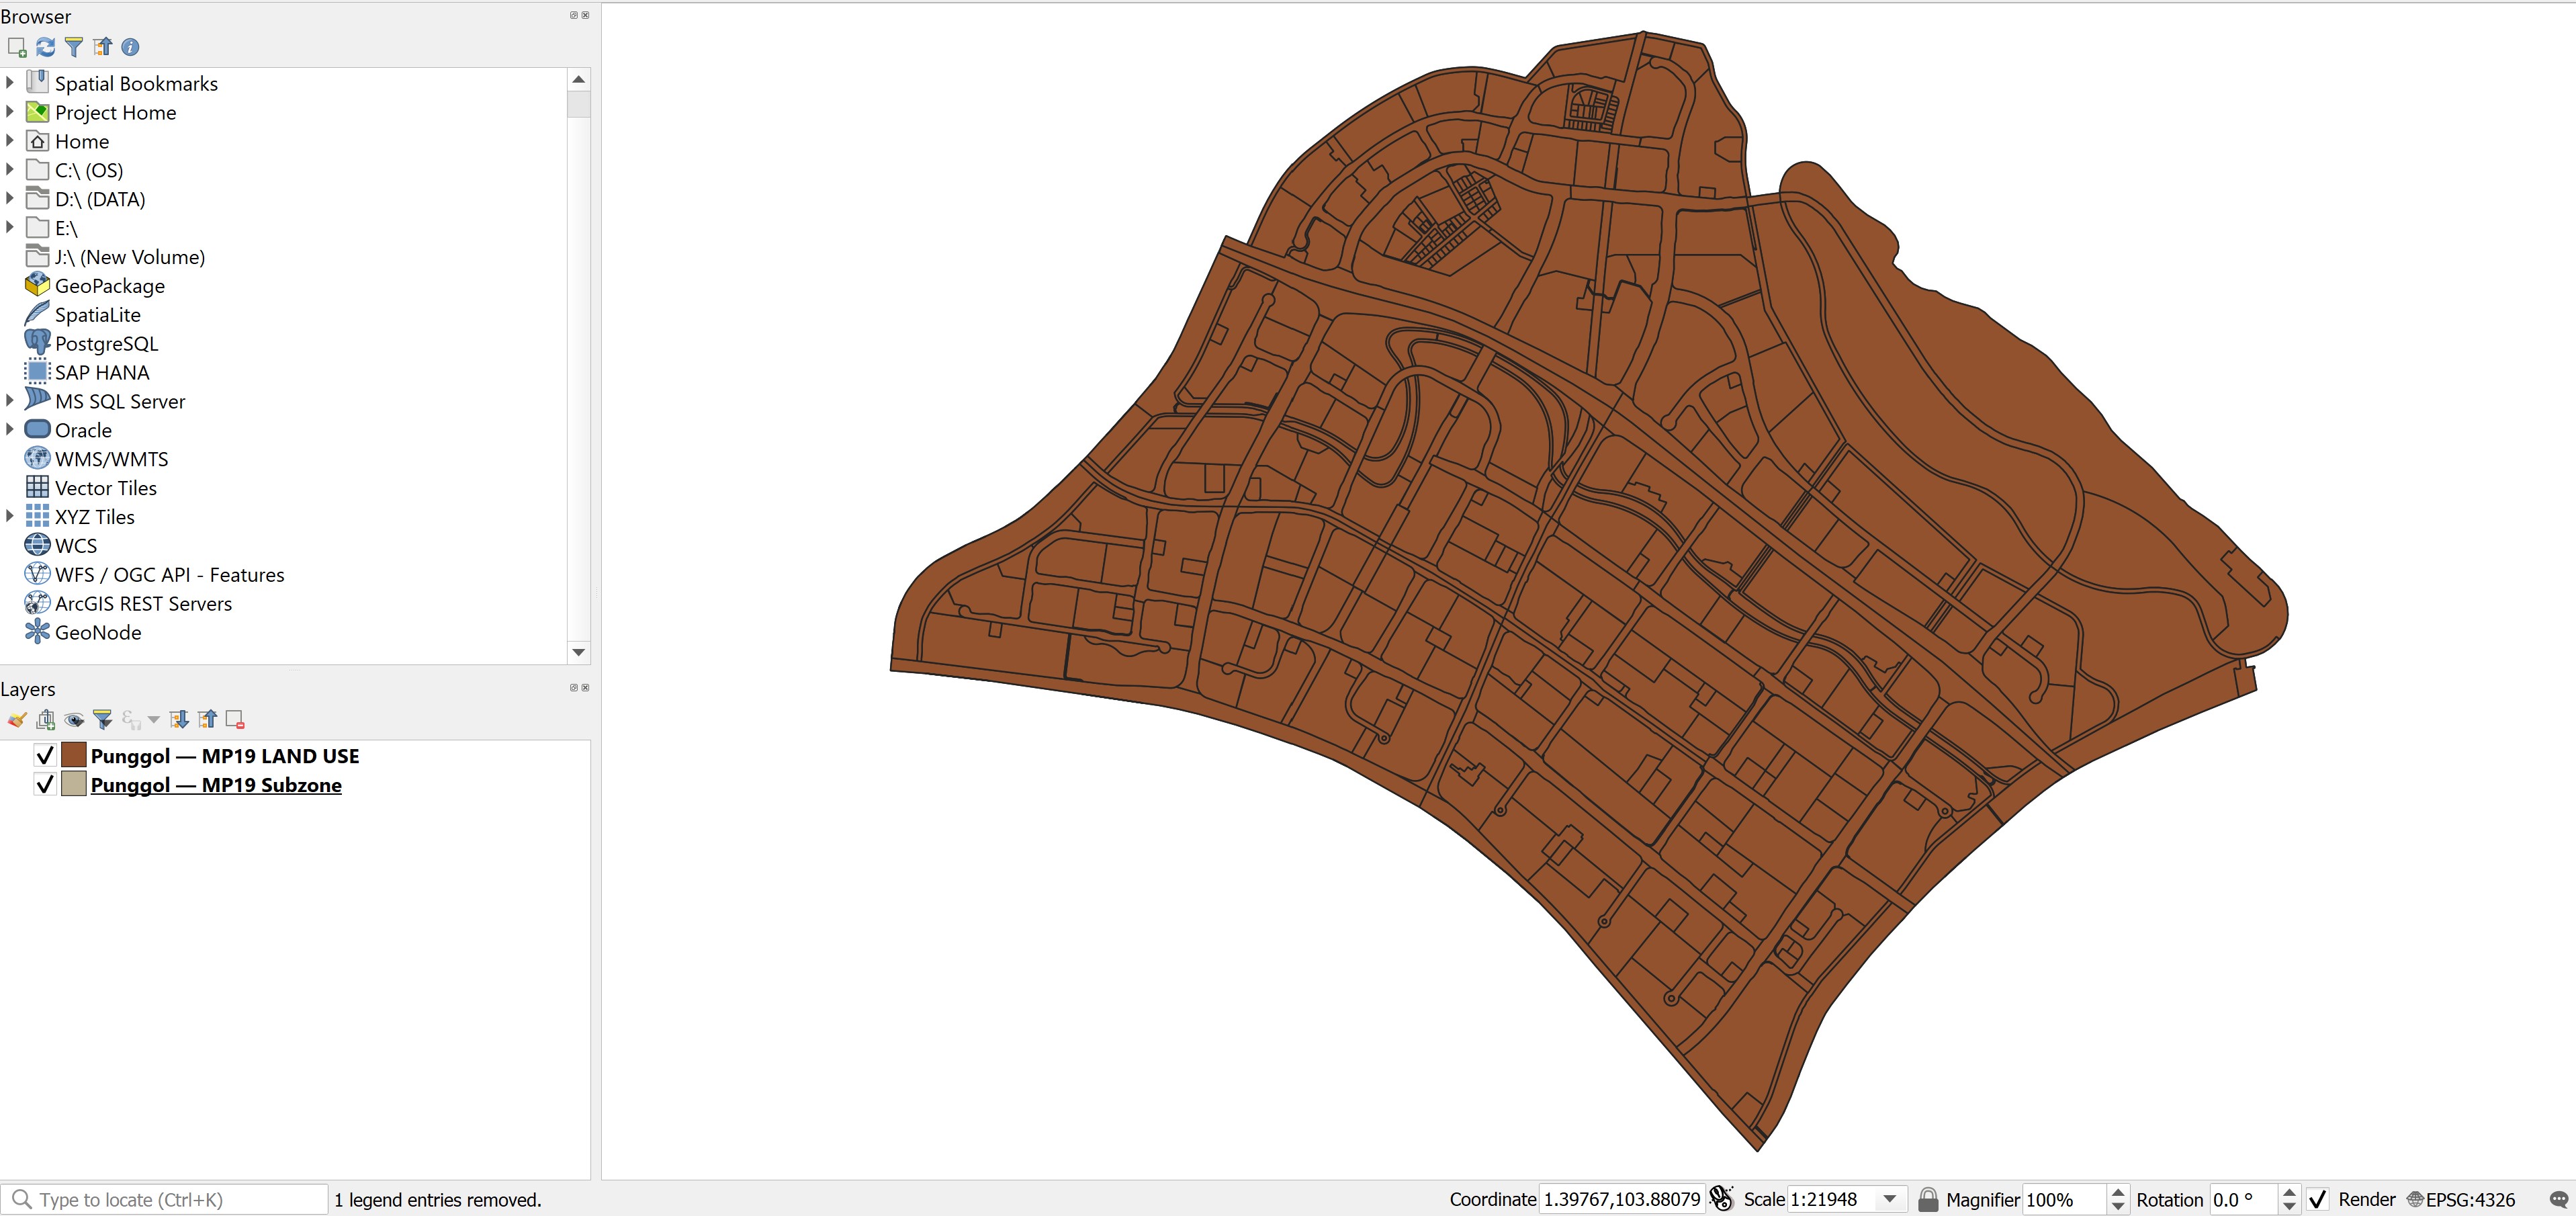 Browser
Spatial Bookmarks
Project Home
Home
C:\ (OS)
D:\ (DATA)
E:\
J:\ (New Volume)
GeoPackage
SpatiaLite
PostgreSQL
SAP HANA
MS SQL Server
Oracle
WMS/WMTS
Vector Tiles
XYZ Tiles
WCS
WFS / OGC API - Features
ArcGIS REST Servers
GeoNode
Layers
Punggol — MP19 LAND USE
Punggol — MP19 Subzone
Type to locate (Ctrl+K) 1 legend entries removed. Coordinate 1.39767,103.88079 Scale 1:21948 Magnifier 100% Rotation 0.0 ° Render EPSG:4326